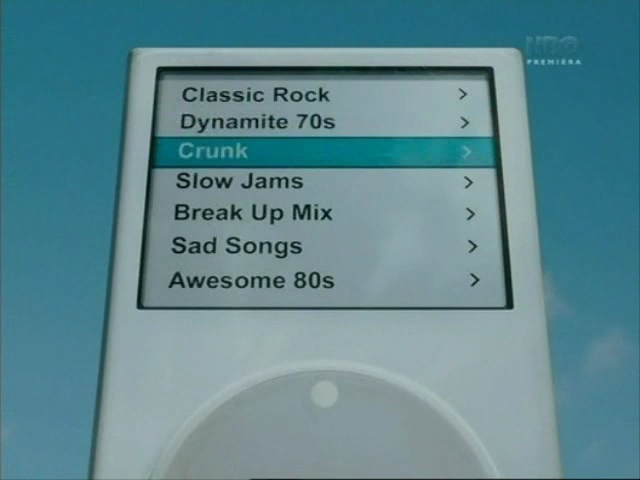 HBO
PREMIERA
Classic Rock >
Dynamite 70s >
Crunk >
Slow Jams >
Break Up Mix >
Sad Songs >
Awesome 80s >